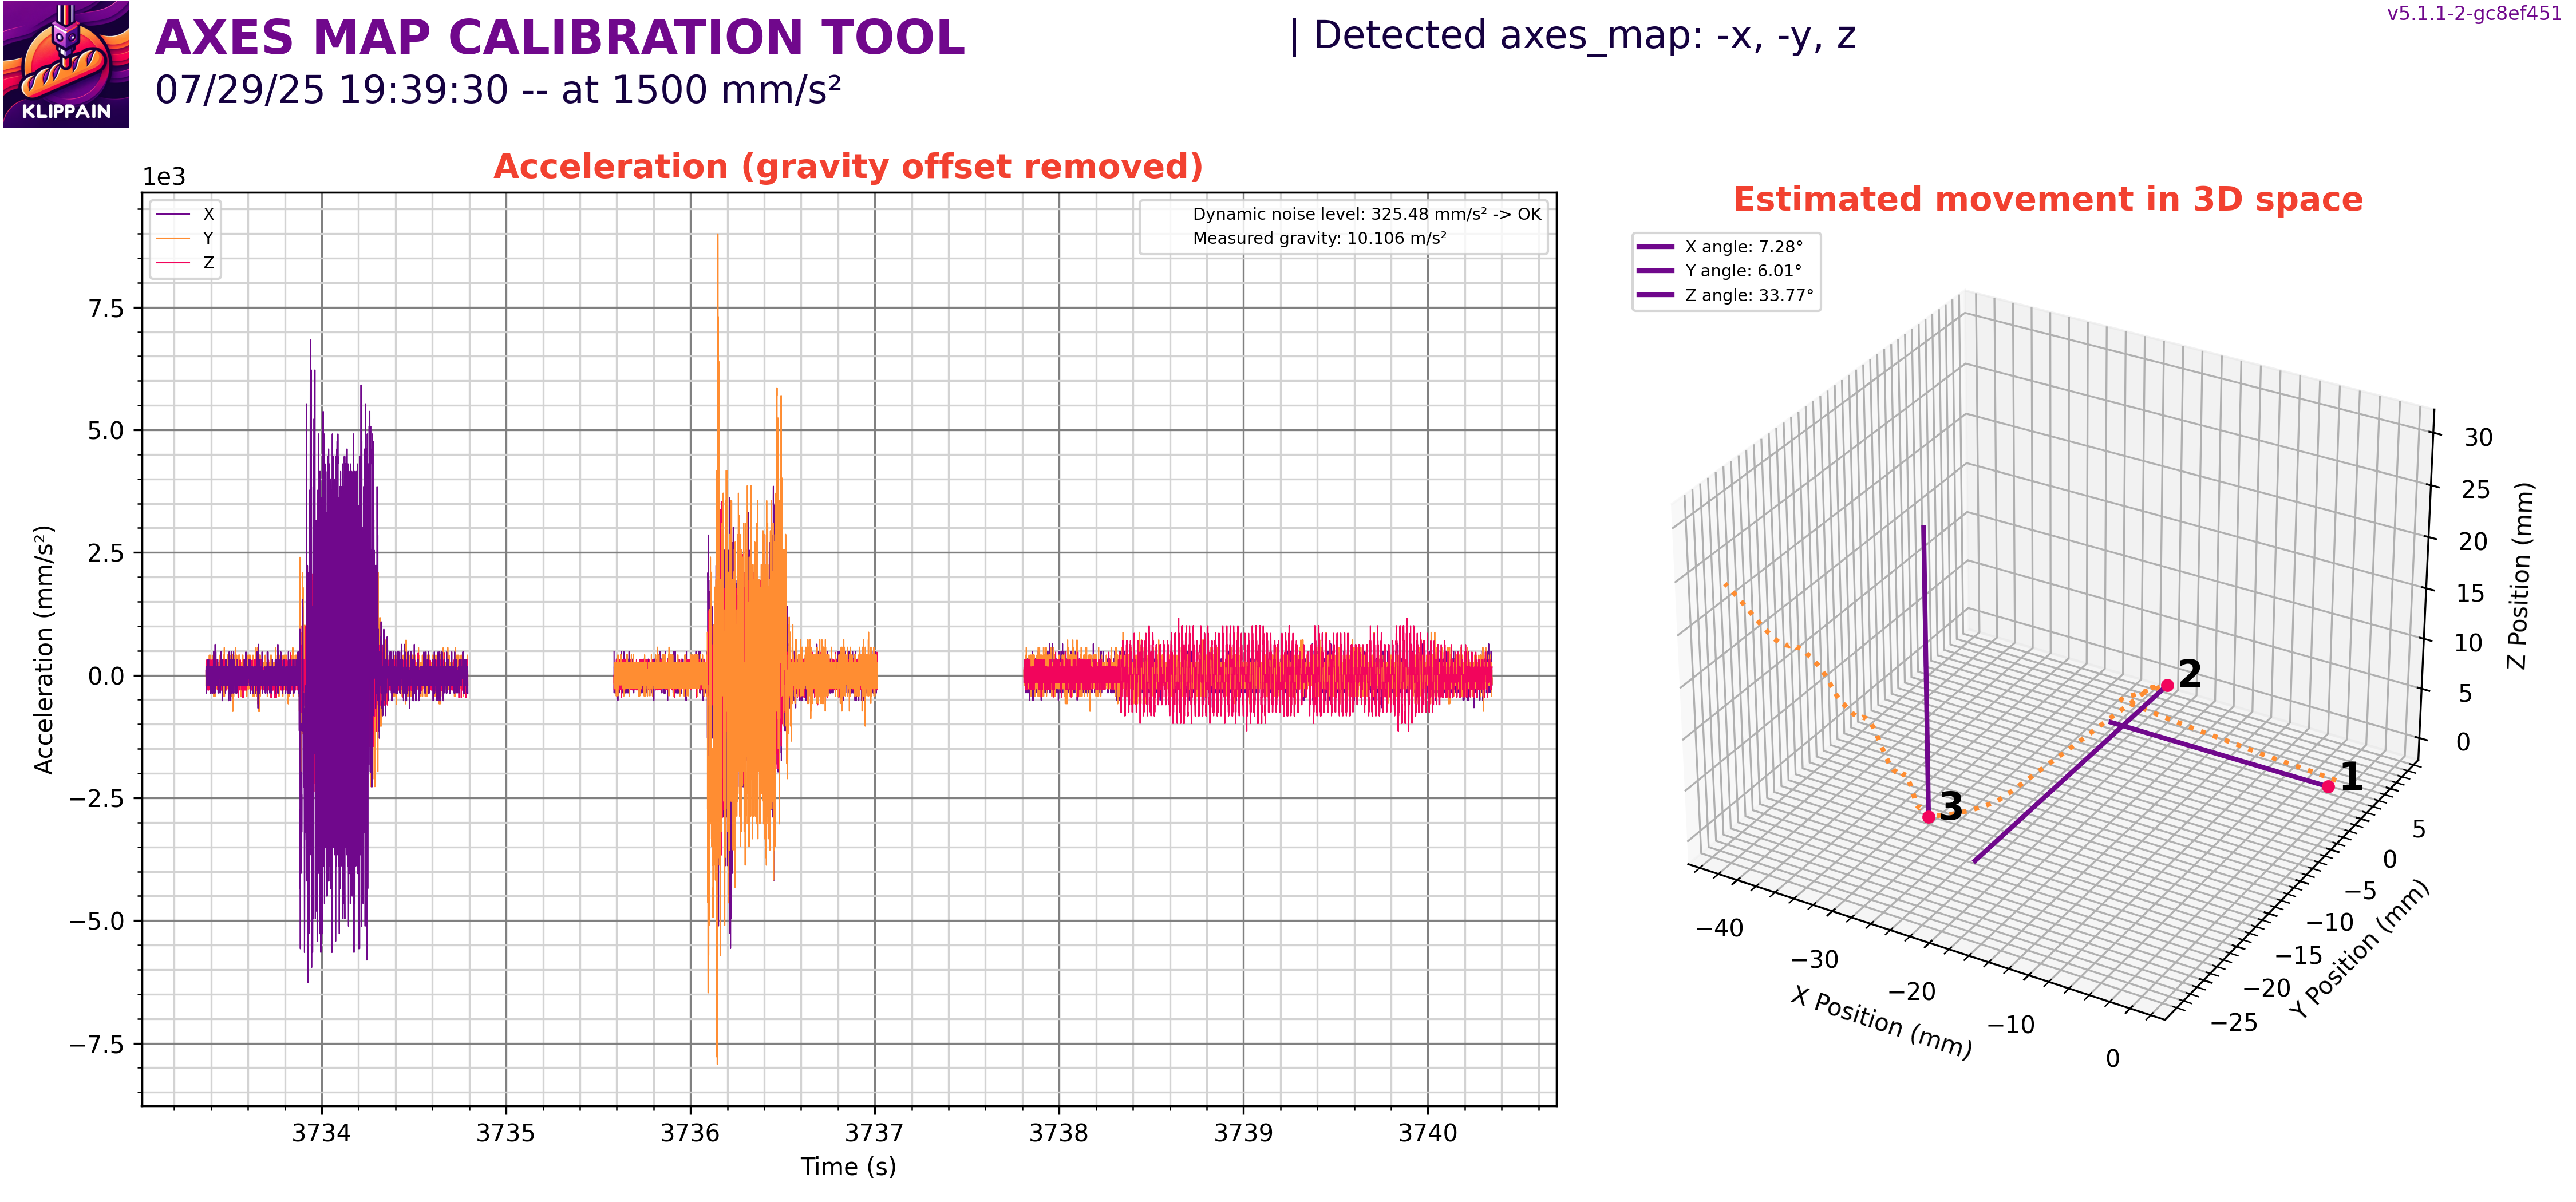 KLIPPAIN
AXES MAP CALIBRATION TOOL
07/29/25 19:39:30 -- at 1500 mm/s²
| Detected axes_map: -x, -y, z
v5.1.1-2-gc8ef451
Acceleration (gravity offset removed)
1e3
X
Y
Z
Dynamic noise level: 325.48 mm/s² -> OK
Measured gravity: 10.106 m/s²
7.5
5.0
2.5
0.0
−2.5
−5.0
−7.5
Acceleration (mm/s²)
3734
3735
3736
3737
3738
3739
3740
Time (s)
Estimated movement in 3D space
X angle: 7.28°
Y angle: 6.01°
Z angle: 33.77°
1
2
3
30
25
20
15
10
5
0
Z Position (mm)
5
0
−5
−10
−15
−20
−25
Y Position (mm)
−40
−30
−20
−10
0
X Position (mm)